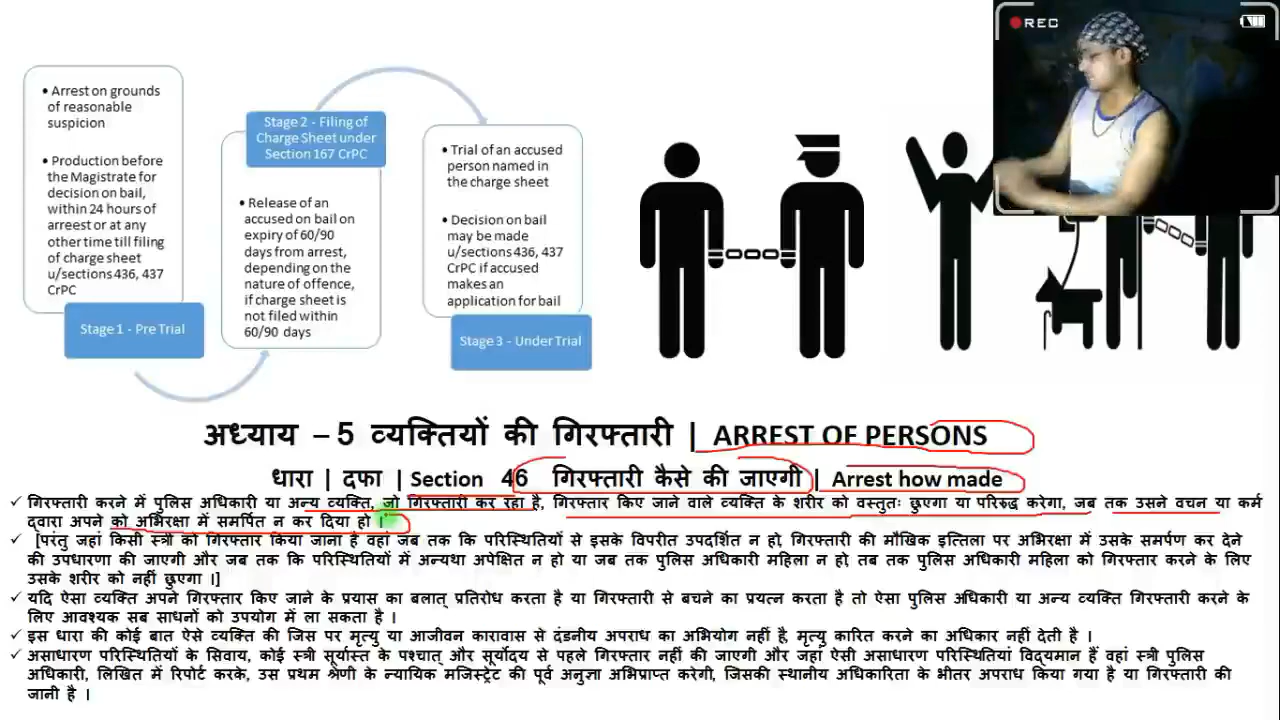 REC
• Arrest on grounds
of reasonable
suspicion
• Production before
the Magistrate for
decision on bail,
within 24 hours of
arreest or at any
other time till filing
of charge sheet
u/sections 436, 437
CrPC
Stage 1 - Pre Trial
Stage 2 - Filing of
Charge Sheet under
Section 167 CrPC
• Release of an
accused on bail on
expiry of 60/90
days from arrest,
depending on the
nature of offence,
if charge sheet is
not filed within
60/90 days
• Trial of an accused
person named in
the charge sheet
• Decision on bail
may be made
u/sections 436, 437
CrPC if accused
makes an
application for bail
Stage 3 - Under Trial
अध्याय – 5 व्यक्तियों की गिरफ्तारी | ARREST OF PERSONS
धारा | दफा | Section 46 गिरफ्तारी कैसे की जाएगी | Arrest how made
✓ गिरफ्तारी करने में पुलिस अधिकारी या अन्य व्यक्ति, जो गिरफ्तारी कर रहा है, गिरफ्तार किए जाने वाले व्यक्ति के शरीर को वस्तुतः छुएगा या परिरुद्ध करेगा, जब तक उसने वचन या कर्म
द्वारा अपने को अभिरक्षा में समर्पित न कर दिया हो ।
✓ [परंतु जहां किसी स्त्री को गिरफ्तार किया जाना है वहां जब तक कि परिस्थितियों से इसके विपरीत उपदर्शित न हो, गिरफ्तारी की मौखिक इत्तिला पर अभिरक्षा में उसके समर्पण कर देने
की उपधारणा की जाएगी और जब तक कि परिस्थितियों में अन्यथा अपेक्षित न हो या जब तक पुलिस अधिकारी महिला न हो, तब तक पुलिस अधिकारी महिला को गिरफ्तार करने के लिए
उसके शरीर को नहीं छुएगा ।]
✓ यदि ऐसा व्यक्ति अपने गिरफ्तार किए जाने के प्रयास का बलात् प्रतिरोध करता है या गिरफ्तारी से बचने का प्रयत्न करता है तो ऐसा पुलिस अधिकारी या अन्य व्यक्ति गिरफ्तारी करने के
लिए आवश्यक सब साधनों को उपयोग में ला सकता है ।
✓ इस धारा की कोई बात ऐसे व्यक्ति की जिस पर मृत्यु या आजीवन कारावास से दंडनीय अपराध का अभियोग नहीं है, मृत्यु कारित करने का अधिकार नहीं देती है ।
✓ असाधारण परिस्थितियों के सिवाय, कोई स्त्री सूर्यास्त के पश्चात् और सूर्योदय से पहले गिरफ्तार नहीं की जाएगी और जहां ऐसी असाधारण परिस्थितियां विद्यमान हैं वहां स्त्री पुलिस
अधिकारी, लिखित में रिपोर्ट करके, उस प्रथम श्रेणी के न्यायिक मजिस्ट्रेट की पूर्व अनुज्ञा अभिप्राप्त करेगी, जिसकी स्थानीय अधिकारिता के भीतर अपराध किया गया है या गिरफ्तारी की
जानी है ।